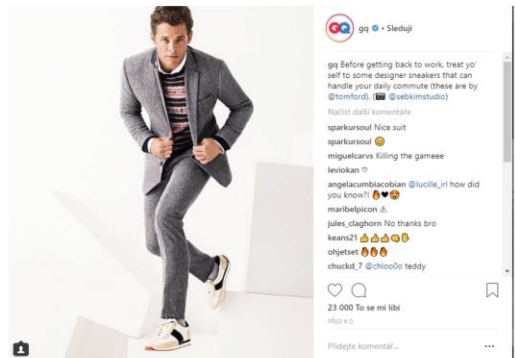 GQ gq • Sleduji
gq Before getting back to work, treat yo'
self to some designer sneakers that can
handle your daily commute (these are by
@tomford). (📷 @sebkimstudio)
Načíst další komentáře
sparkursoul Nice suit
sparkursoul 😊
miguelcarvs Killing the gameee
leviokan ♡
angelacumbiacobian @lucille_irl how did
you know?! 🔥❤️😍
maribelpicon ⚠
jules_claghorn No thanks bro
keans21 👍👍👍👊✋
ohjetset 🔥🔥🔥
chuckd_7 @chloo0o teddy
23 000 To se mi líbí
Přidejte komentář...